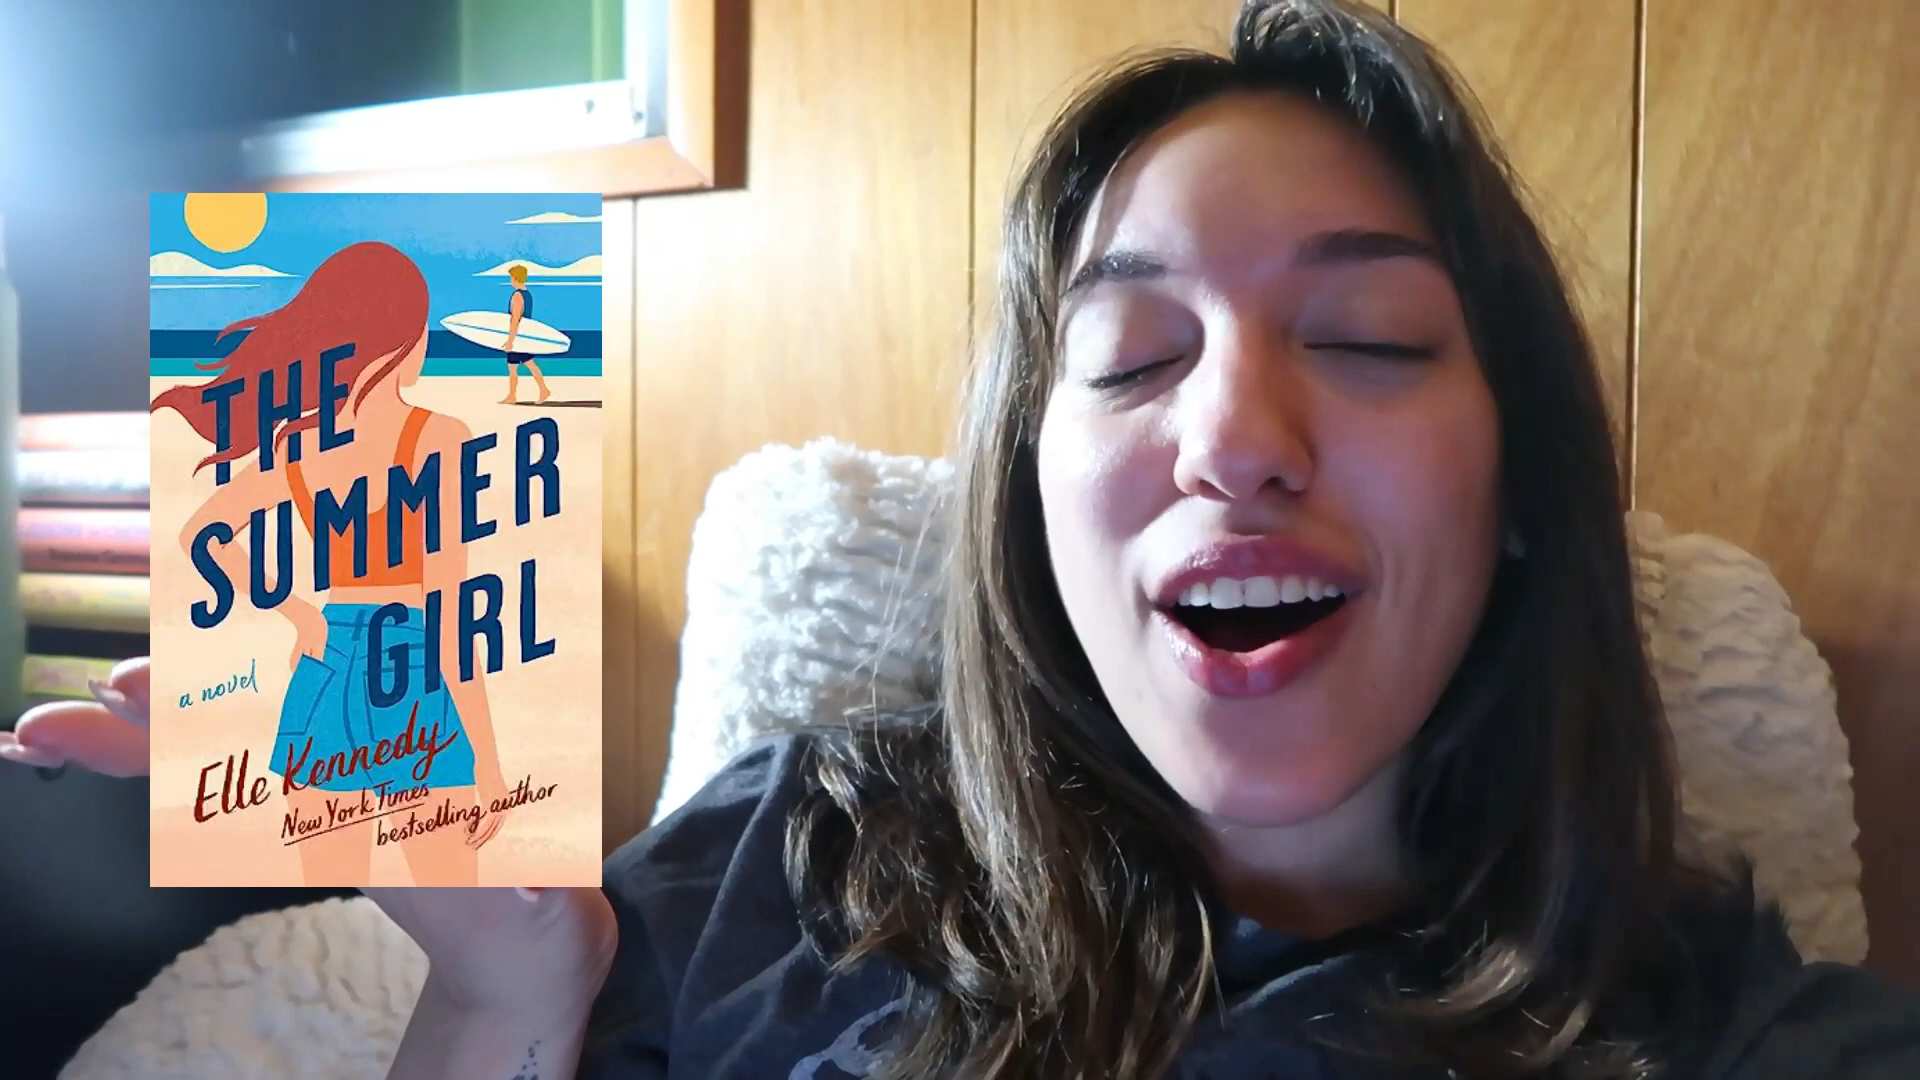 THE
SUMMER
GIRL
a novel
Elle Kennedy
New York Times
bestselling author